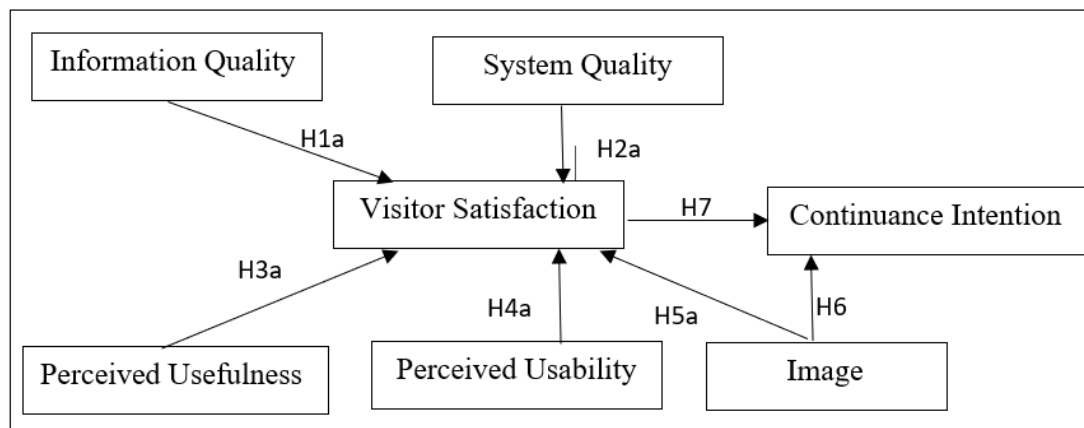 Information Quality
System Quality
H1a
H2a
Visitor Satisfaction
H7
Continuance Intention
H3a
H4a
H5a
H6
Perceived Usefulness
Perceived Usability
Image